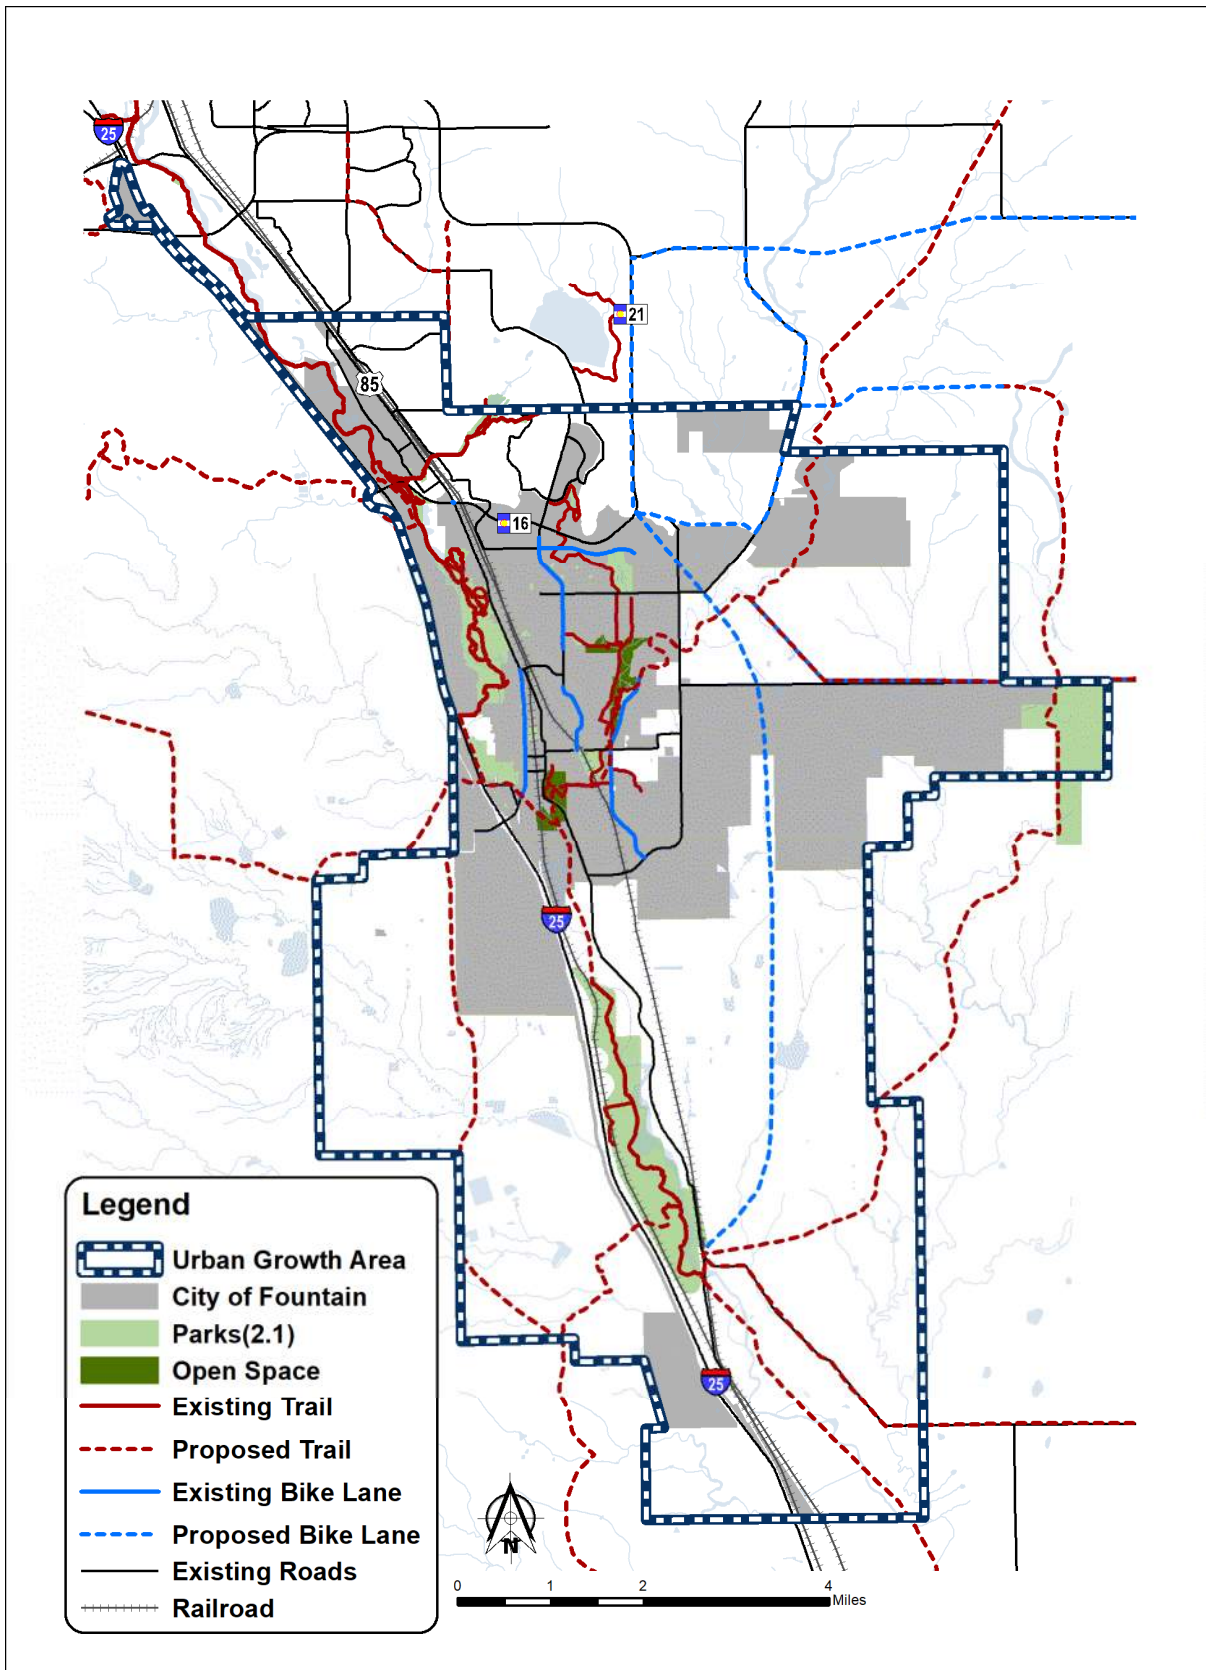 25
21
85
16
25
25
Legend
Urban Growth Area
City of Fountain
Parks(2.1)
Open Space
Existing Trail
Proposed Trail
Existing Bike Lane
Proposed Bike Lane
Existing Roads
Railroad
N
0 1 2 4
Miles